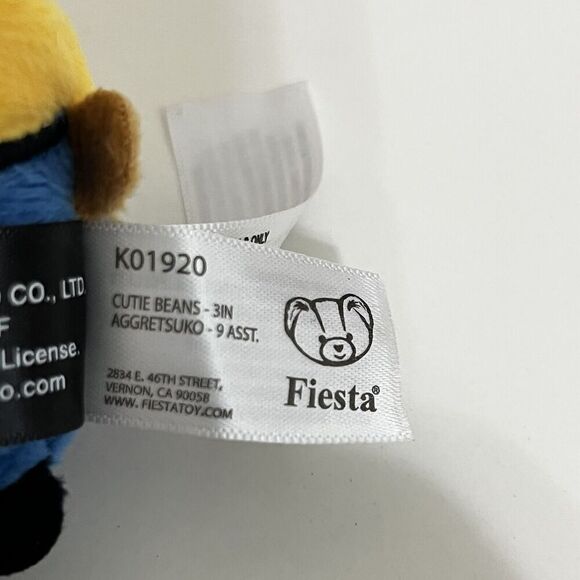 CO., LTD.
License.
o.com
ONLY
K01920
CUTIE BEANS - 3IN
AGGRETSUKO - 9 ASST.
2834 E. 46TH STREET,
VERNON, CA 90058
WWW.FIESTATOY.COM
Fiesta®